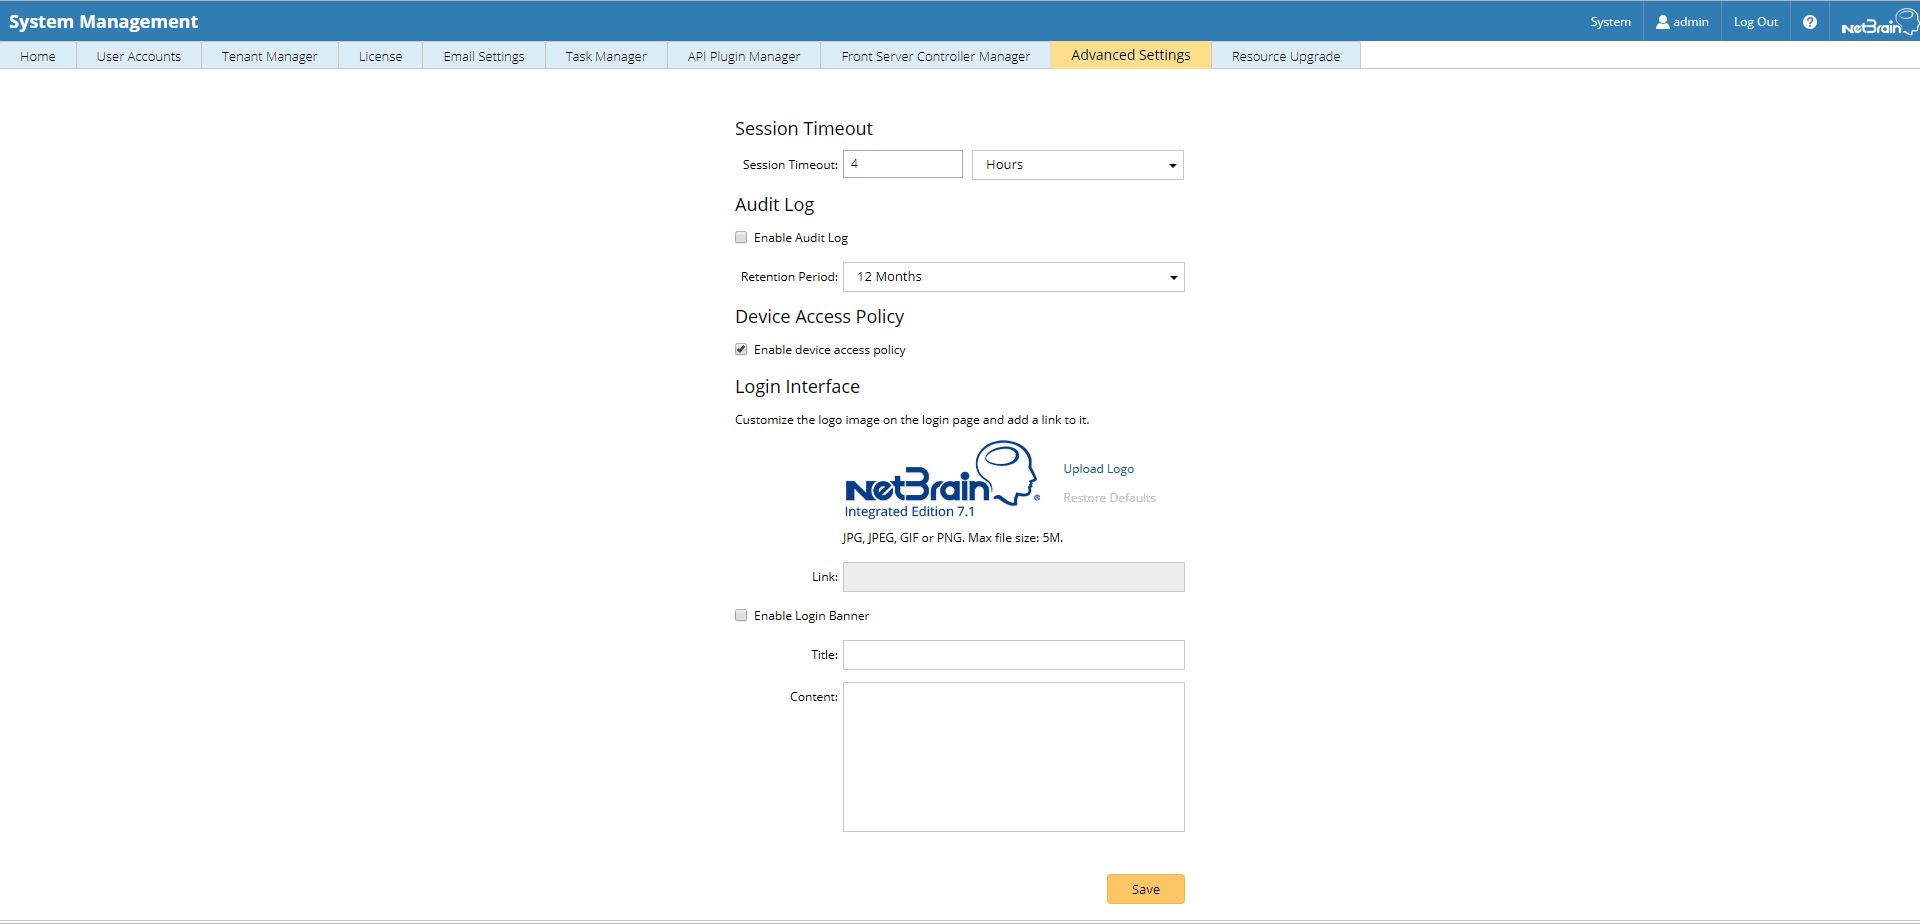 System Management
System admin Log Out ? NetBrain
Home User Accounts Tenant Manager License Email Settings Task Manager API Plugin Manager Front Server Controller Manager Advanced Settings Resource Upgrade
Session Timeout
Session Timeout: 4 Hours
Audit Log
Enable Audit Log
Retention Period: 12 Months
Device Access Policy
Enable device access policy
Login Interface
Customize the logo image on the login page and add a link to it.
NetBrain®
Integrated Edition 7.1
Upload Logo
Restore Defaults
JPG, JPEG, GIF or PNG. Max file size: 5M.
Link:
Enable Login Banner
Title:
Content:
Save